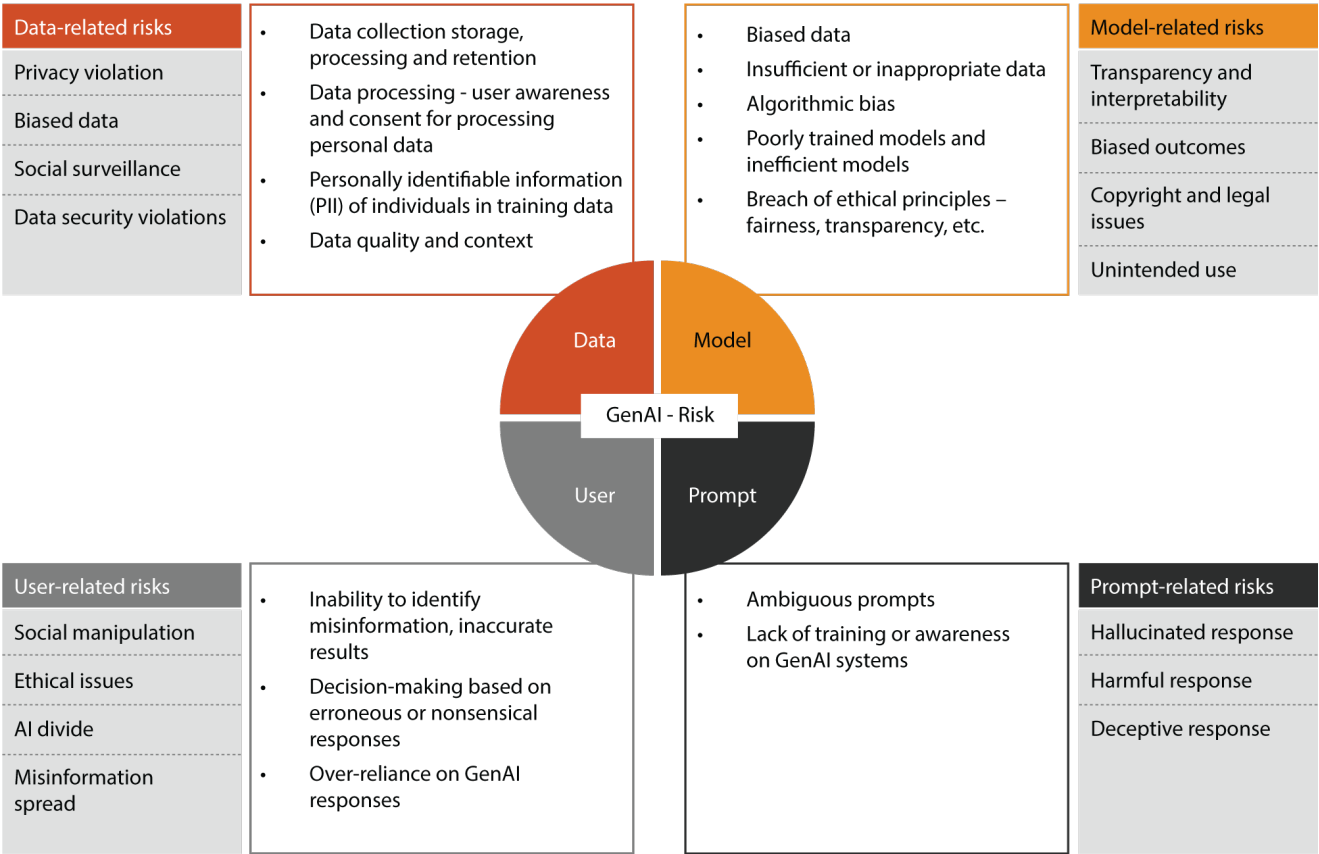 Data-related risks
Privacy violation
Biased data
Social surveillance
Data security violations
• Data collection storage,
processing and retention
• Data processing - user awareness
and consent for processing
personal data
• Personally identifiable information
(PII) of individuals in training data
• Data quality and context
• Biased data
• Insufficient or inappropriate data
• Algorithmic bias
• Poorly trained models and
inefficient models
• Breach of ethical principles –
fairness, transparency, etc.
Model-related risks
Transparency and
interpretability
Biased outcomes
Copyright and legal
issues
Unintended use
Data
Model
GenAI - Risk
User
Prompt
User-related risks
Social manipulation
Ethical issues
AI divide
Misinformation
spread
• Inability to identify
misinformation, inaccurate
results
• Decision-making based on
erroneous or nonsensical
responses
• Over-reliance on GenAI
responses
• Ambiguous prompts
• Lack of training or awareness
on GenAI systems
Prompt-related risks
Hallucinated response
Harmful response
Deceptive response